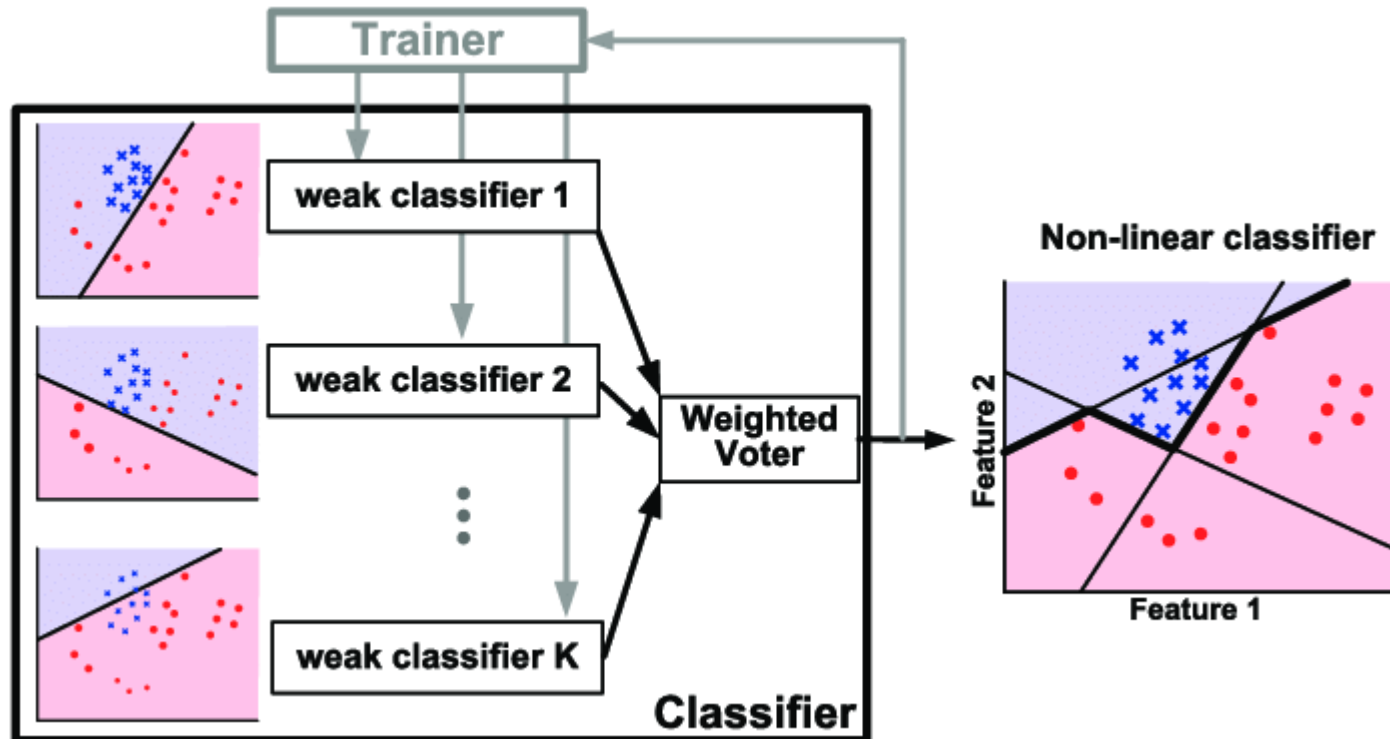 Trainer
weak classifier 1
weak classifier 2
weak classifier K
Weighted
Voter
Classifier
Non-linear classifier
Feature 2
Feature 1